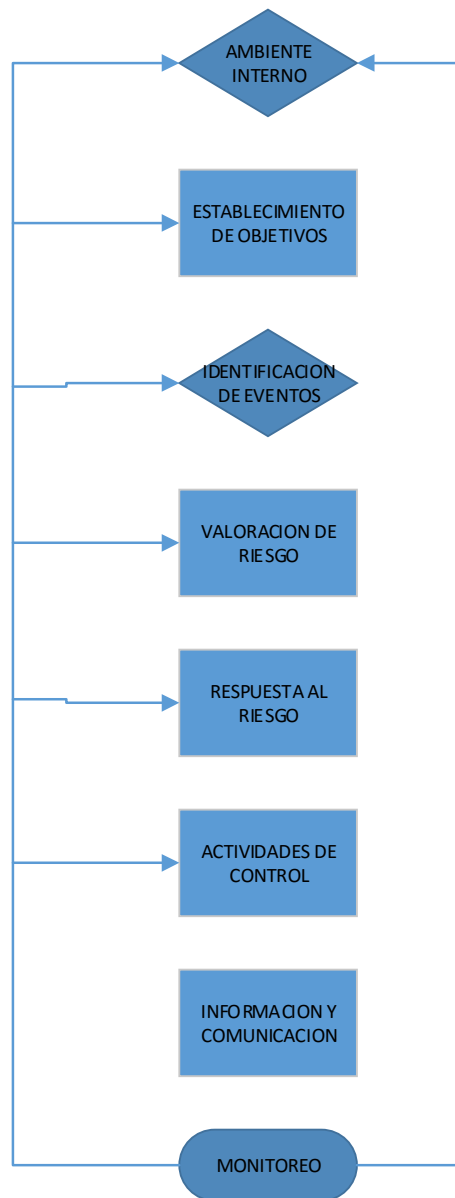 AMBIENTE
INTERNO
ESTABLECIMIENTO
DE OBJETIVOS
IDENTIFICACION
DE EVENTOS
VALORACION DE
RIESGO
RESPUESTA AL
RIESGO
ACTIVIDADES DE
CONTROL
INFORMACION Y
COMUNICACION
MONITOREO